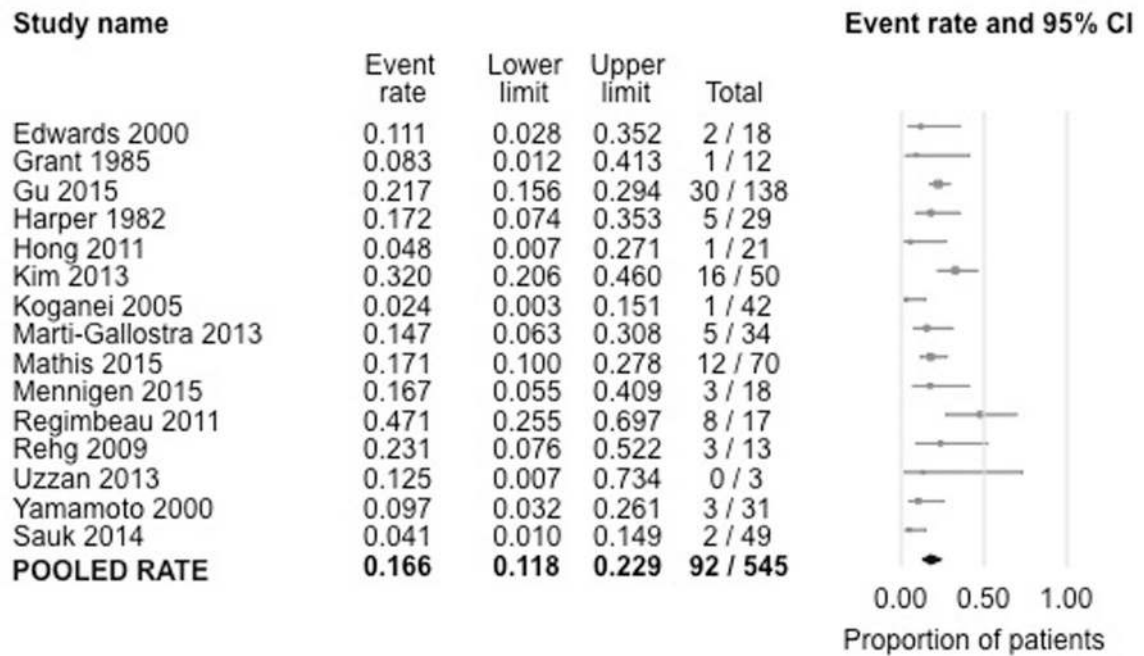 Study name Event rate and 95% CI
Event rate Lower limit Upper limit Total
Edwards 2000 0.111 0.028 0.352 2 / 18
Grant 1985 0.083 0.012 0.413 1 / 12
Gu 2015 0.217 0.156 0.294 30 / 138
Harper 1982 0.172 0.074 0.353 5 / 29
Hong 2011 0.048 0.007 0.271 1 / 21
Kim 2013 0.320 0.206 0.460 16 / 50
Koganei 2005 0.024 0.003 0.151 1 / 42
Marti-Gallostra 2013 0.147 0.063 0.308 5 / 34
Mathis 2015 0.171 0.100 0.278 12 / 70
Mennigen 2015 0.167 0.055 0.409 3 / 18
Regimbeau 2011 0.471 0.255 0.697 8 / 17
Rehg 2009 0.231 0.076 0.522 3 / 13
Uzzan 2013 0.125 0.007 0.734 0 / 3
Yamamoto 2000 0.097 0.032 0.261 3 / 31
Sauk 2014 0.041 0.010 0.149 2 / 49
POOLED RATE 0.166 0.118 0.229 92 / 545
0.00 0.50 1.00
Proportion of patients